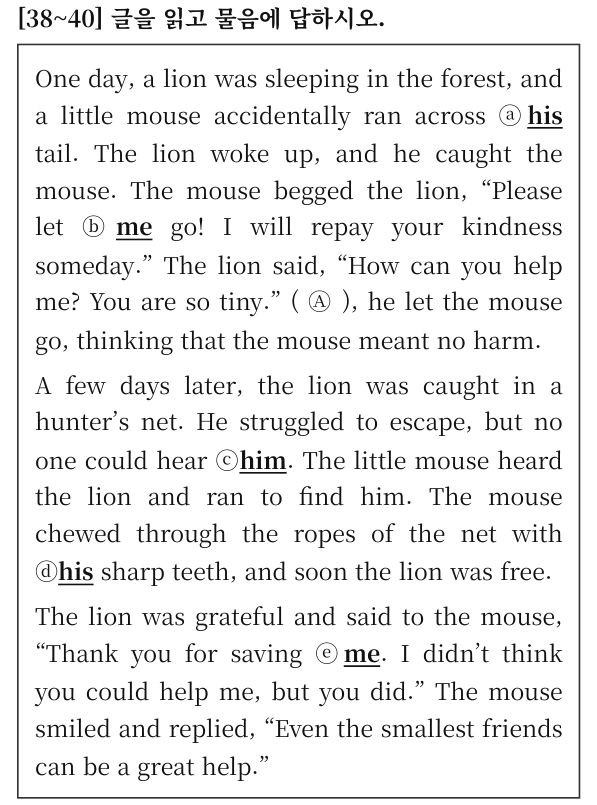 [38~40] 글을 읽고 물음에 답하시오.
One day, a lion was sleeping in the forest, and
a little mouse accidentally ran across ⓐ his
tail. The lion woke up, and he caught the
mouse. The mouse begged the lion, “Please
let ⓑ me go! I will repay your kindness
someday.” The lion said, “How can you help
me? You are so tiny.” ( Ⓐ ), he let the mouse
go, thinking that the mouse meant no harm.
A few days later, the lion was caught in a
hunter’s net. He struggled to escape, but no
one could hear ⓒhim. The little mouse heard
the lion and ran to find him. The mouse
chewed through the ropes of the net with
ⓓhis sharp teeth, and soon the lion was free.
The lion was grateful and said to the mouse,
“Thank you for saving ⓔ me. I didn’t think
you could help me, but you did.” The mouse
smiled and replied, “Even the smallest friends
can be a great help.”